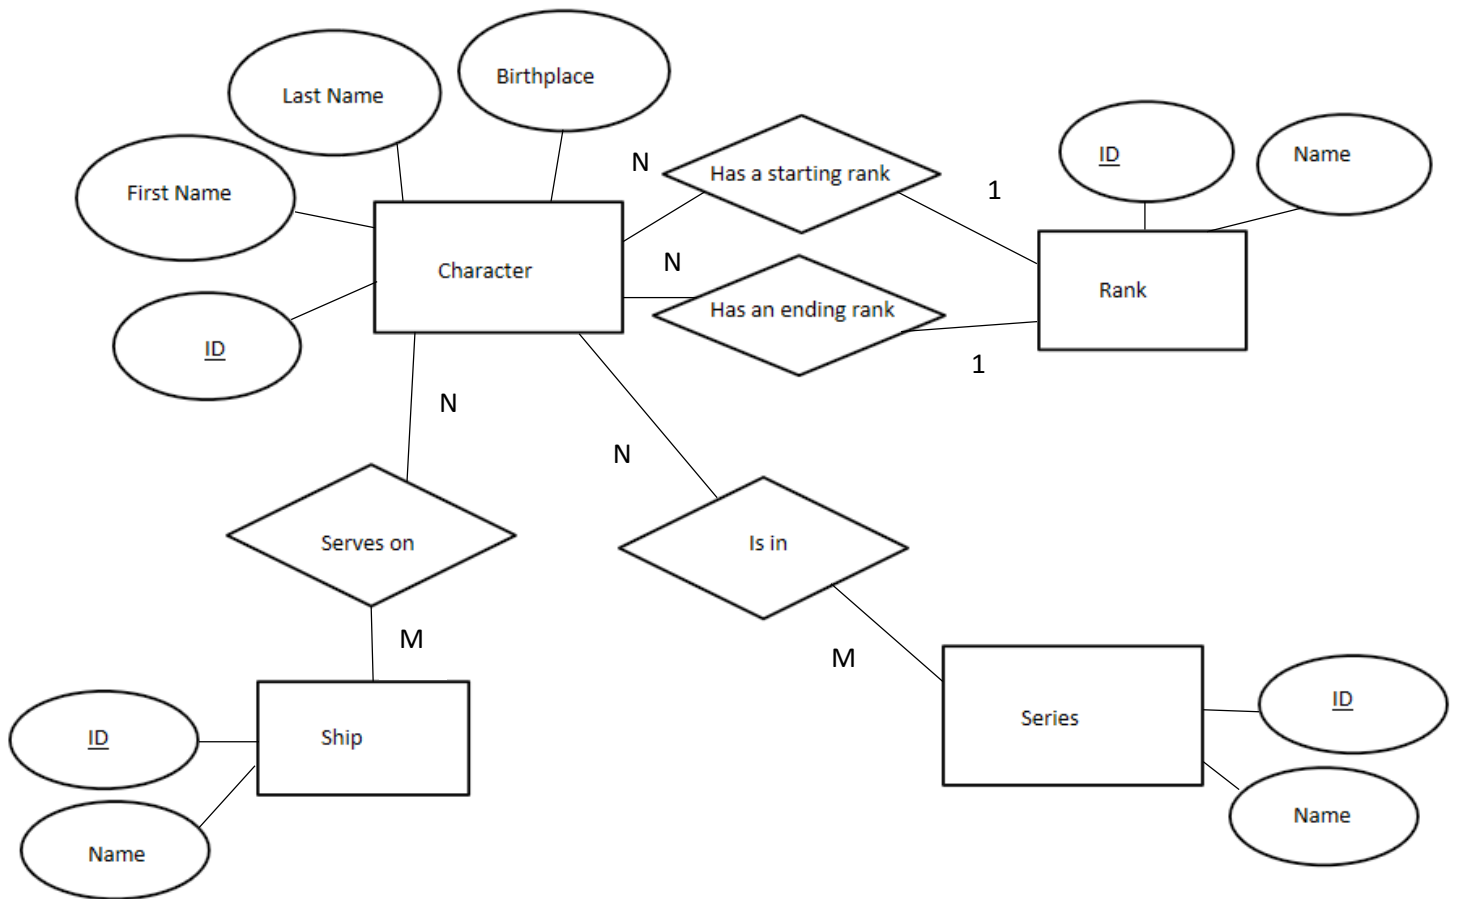 Birthplace
Last Name
First Name
ID
Character
N
Has a starting rank
1
N
Has an ending rank
1
ID
Name
Rank
N
N
Serves on
Is in
M
M
ID
Ship
Name
Series
ID
Name